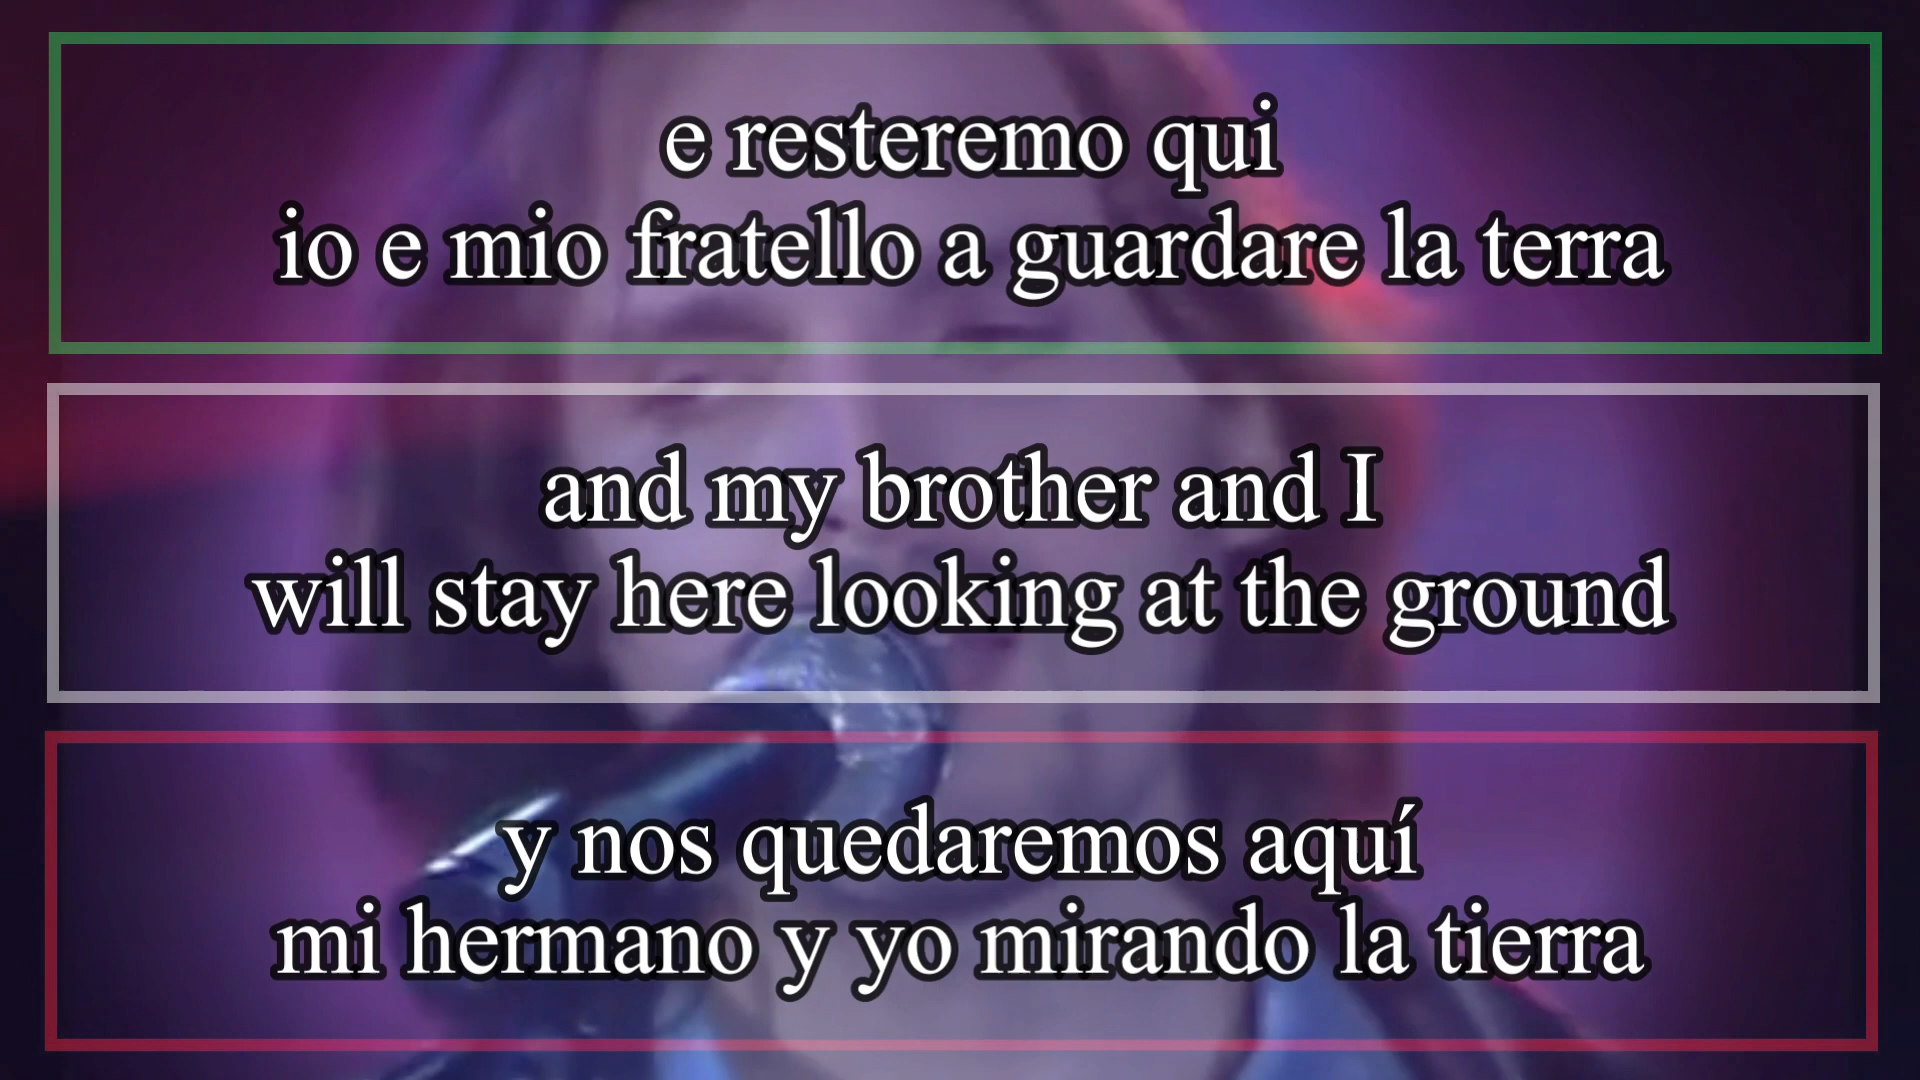 e resteremo qui
io e mio fratello a guardare la terra
and my brother and I
will stay here looking at the ground
y nos quedaremos aquí
mi hermano y yo mirando la tierra